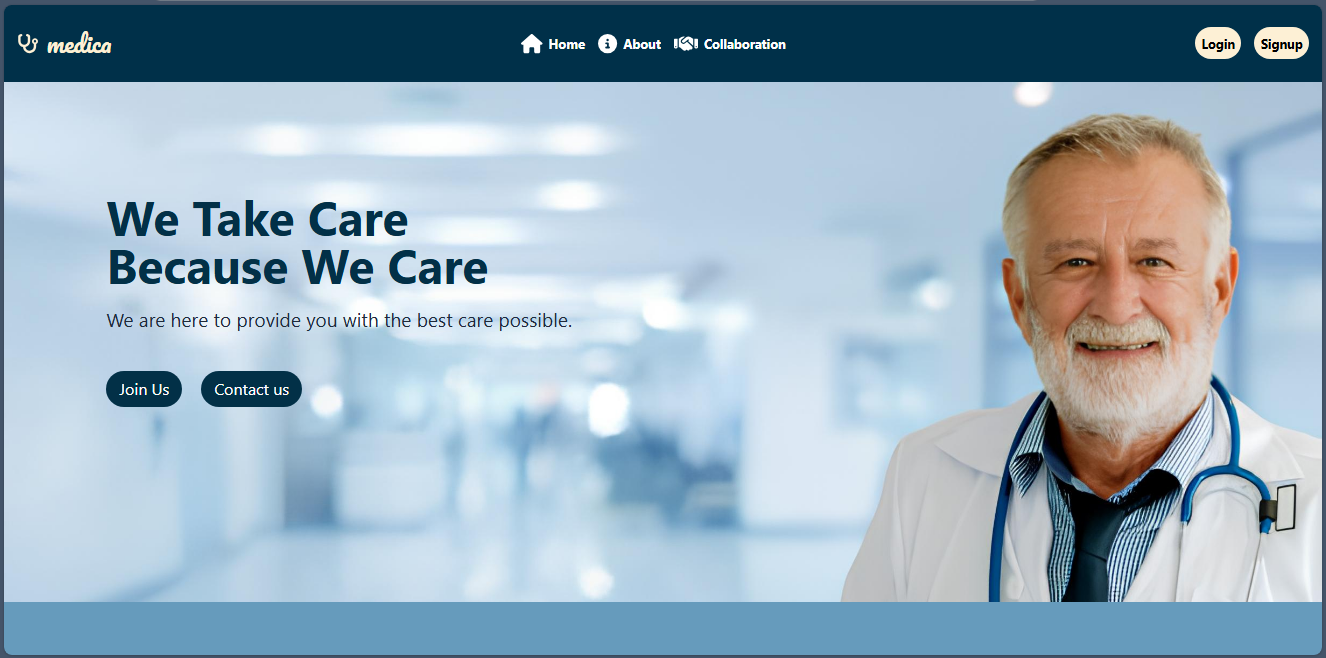 medica
Home About Collaboration
Login Signup
We Take Care
Because We Care
We are here to provide you with the best care possible.
Join Us Contact us